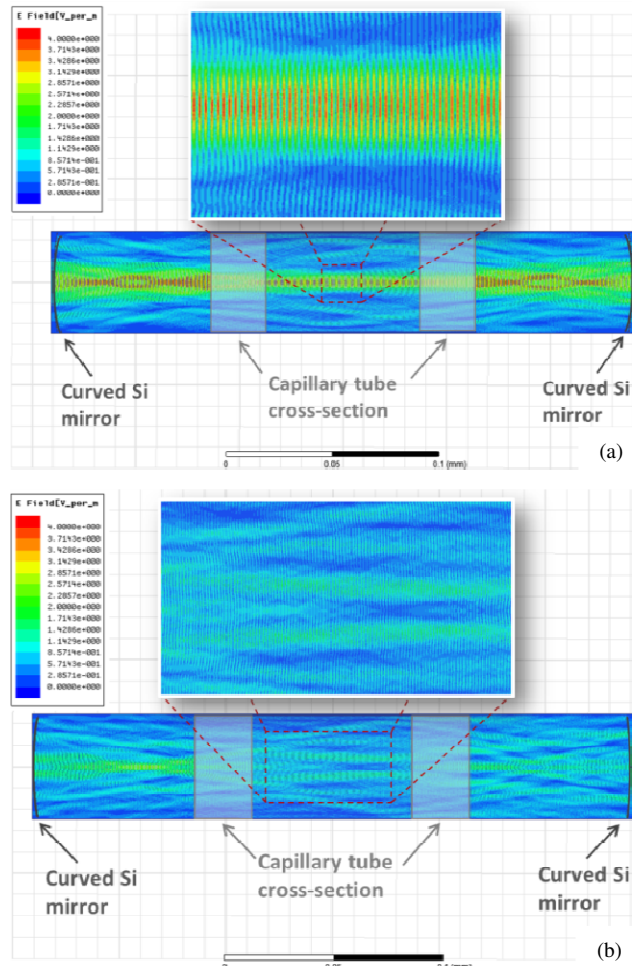 E Field[Y_per_m
4.0000e+000
3.7143e+000
3.4286e+000
3.1429e+000
2.8571e+000
2.5714e+000
2.2857e+000
2.0000e+000
1.7143e+000
1.4286e+000
1.1429e+000
8.5714e-001
5.7143e-001
2.8571e-001
0.0000e+000
Curved Si
mirror
Capillary tube
cross-section
Curved Si
mirror
0 0.05 0.1 (mm)
(a)
E Field[Y_per_m
4.0000e+000
3.7143e+000
3.4286e+000
3.1429e+000
2.8571e+000
2.5714e+000
2.2857e+000
2.0000e+000
1.7143e+000
1.4286e+000
1.1429e+000
8.5714e-001
5.7143e-001
2.8571e-001
0.0000e+000
Curved Si
mirror
Capillary tube
cross-section
Curved Si
mirror
(b)